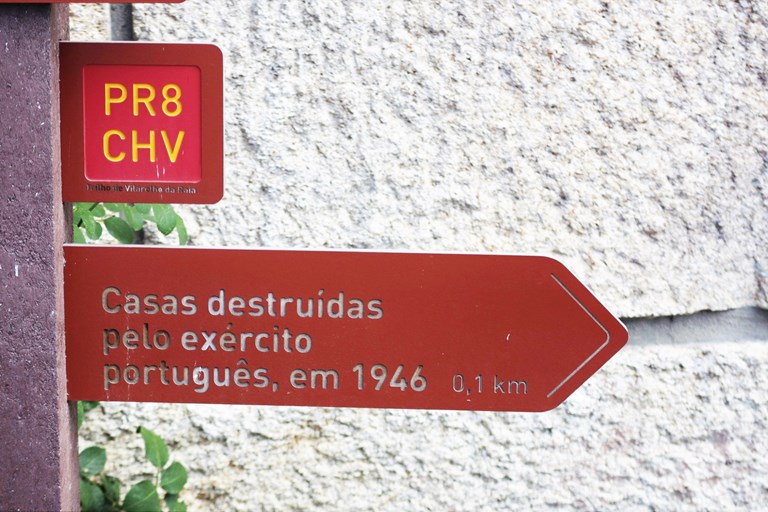 PR8
CHV
Trilho de Vilarelho da Raia
Casas destruídas
pelo exército
português, em 1946 0,1 km